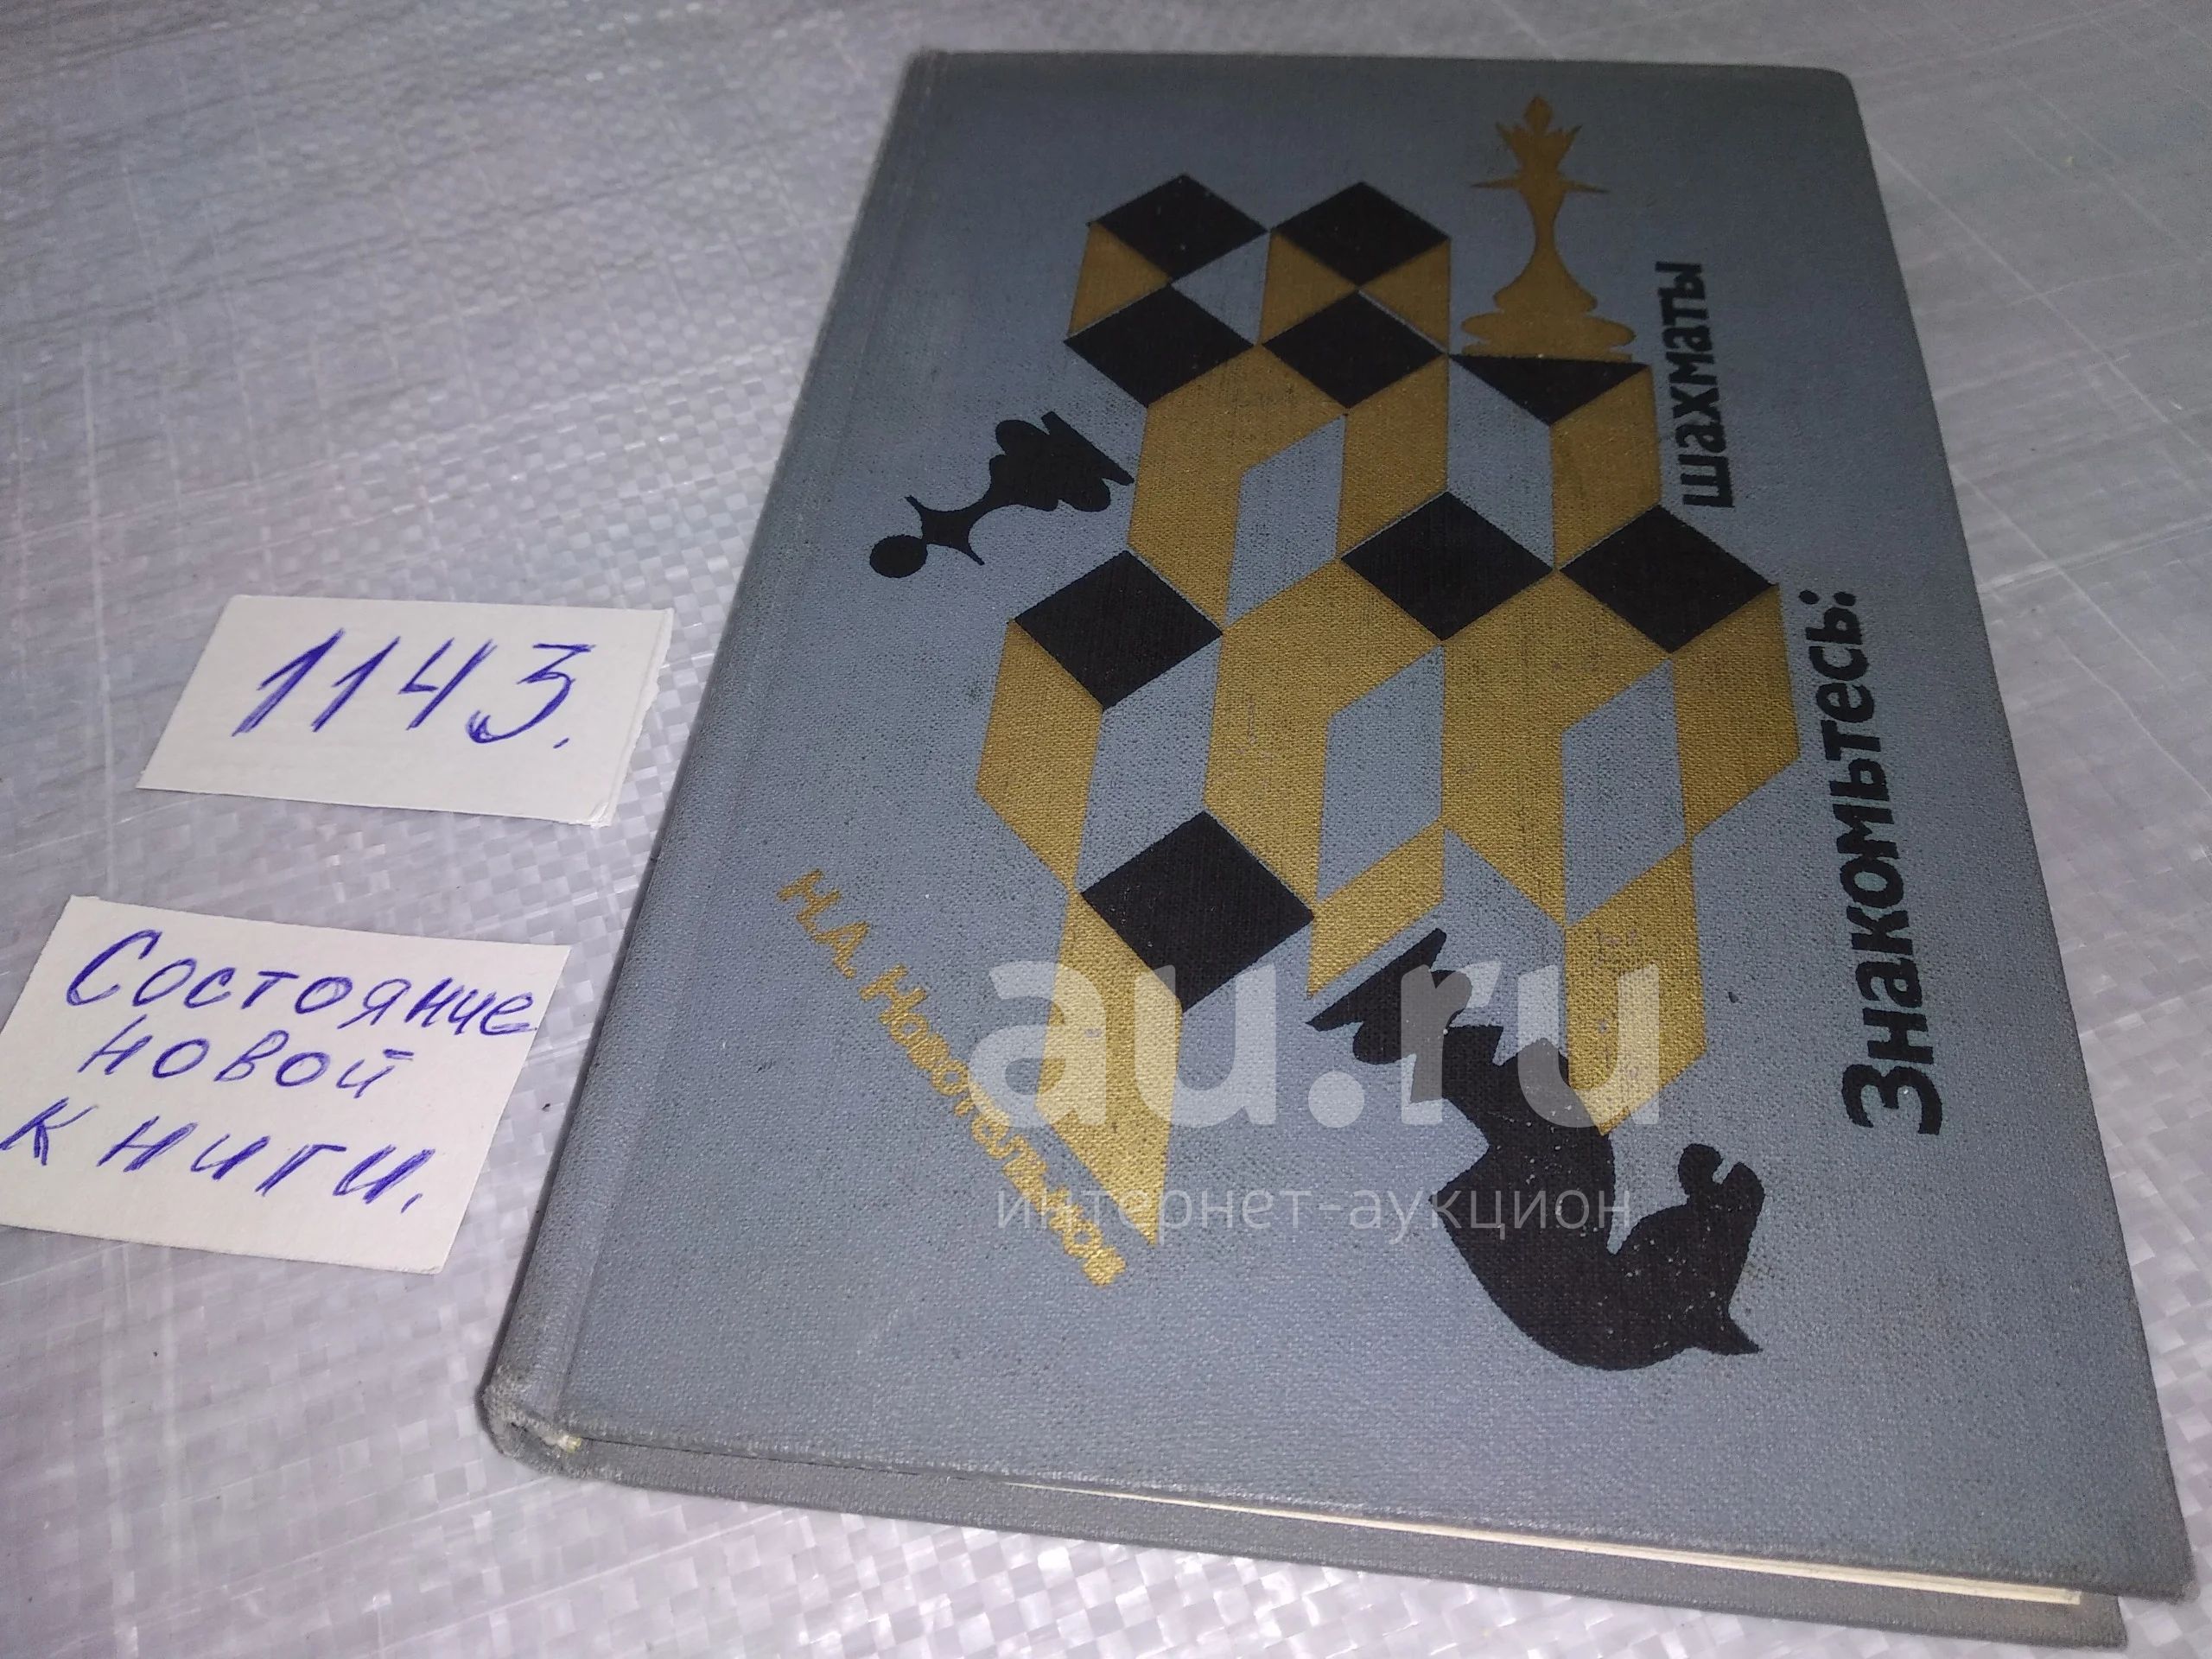 1143.
Состояние
новой
книги.
Н.А. Новотельнов
Знакомьтесь:
шахматы
au.ru
интернет-аукцион